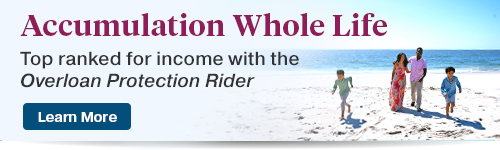 Accumulation Whole Life
Top ranked for income with the
Overloan Protection Rider
Learn More